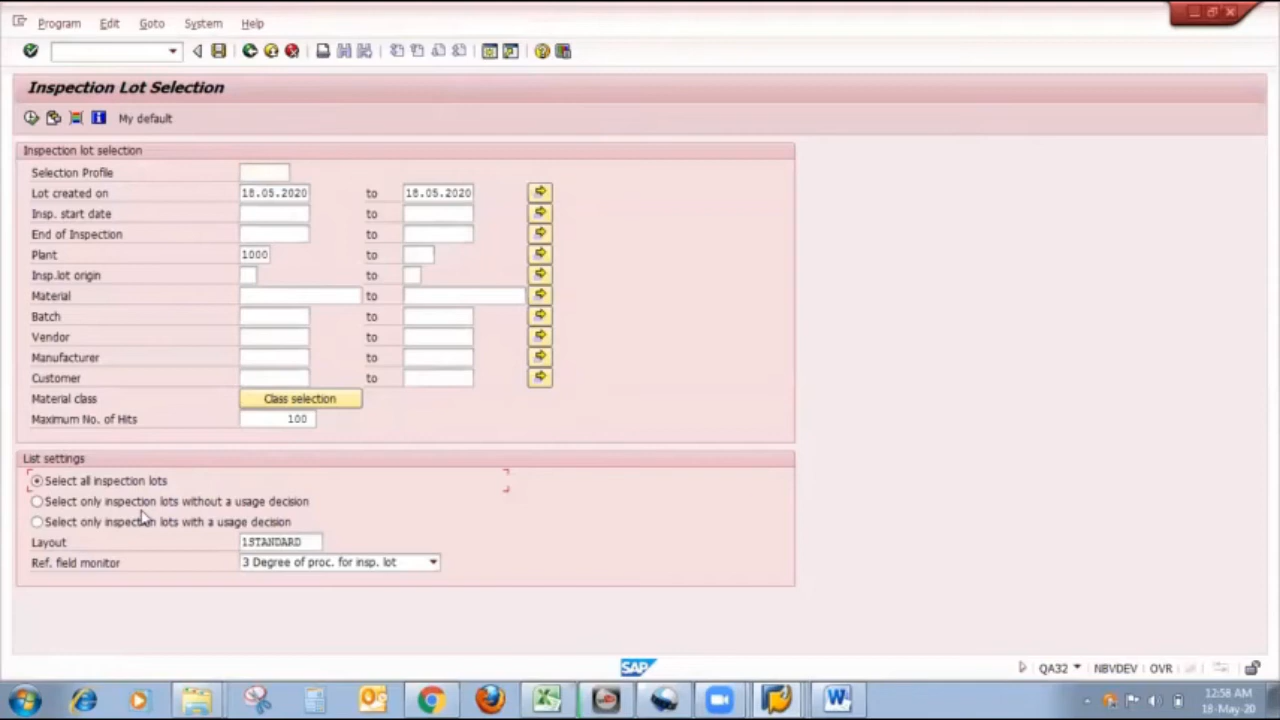 Program Edit Goto System Help
Inspection Lot Selection
My default
Inspection lot selection
Selection Profile
Lot created on 18.05.2020 to 18.05.2020
Insp. start date to
End of Inspection to
Plant 1000 to
Insp.lot origin to
Material to
Batch to
Vendor to
Manufacturer to
Customer to
Material class Class selection
Maximum No. of Hits 100
List settings
Select all inspection lots
Select only inspection lots without a usage decision
Select only inspection lots with a usage decision
Layout 1STANDARD
Ref. field monitor 3 Degree of proc. for insp. lot
SAP
QA32 NBVDEV OVR
12:58 AM
18-May-20